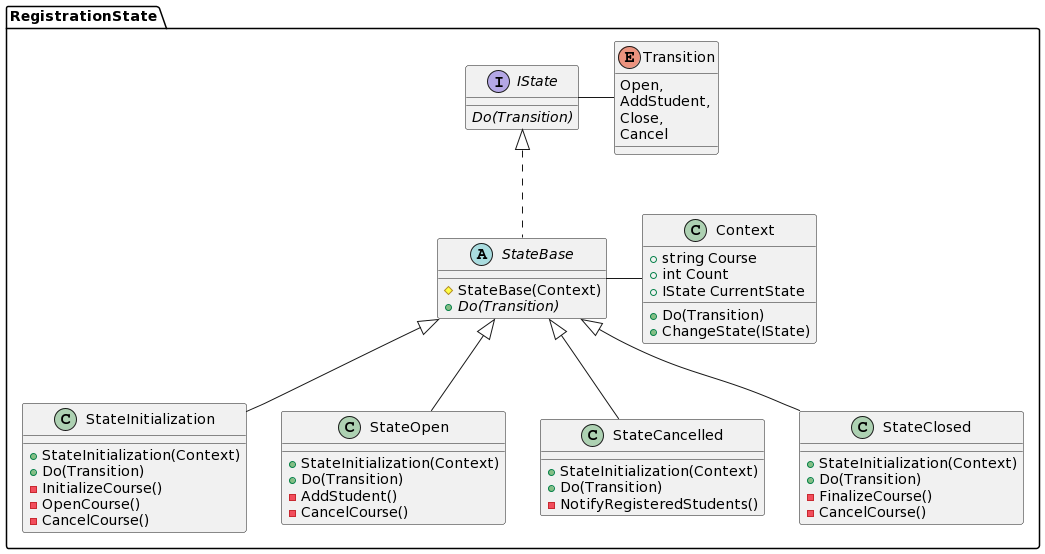 RegistrationState
I IState
Do(Transition)
E Transition
Open,
AddStudent,
Close,
Cancel
A StateBase
StateBase(Context)
Do(Transition)
C Context
string Course
int Count
IState CurrentState
Do(Transition)
ChangeState(IState)
C StateInitialization
StateInitialization(Context)
Do(Transition)
InitializeCourse()
OpenCourse()
CancelCourse()
C StateOpen
StateInitialization(Context)
Do(Transition)
AddStudent()
CancelCourse()
C StateCancelled
StateInitialization(Context)
Do(Transition)
NotifyRegisteredStudents()
C StateClosed
StateInitialization(Context)
Do(Transition)
FinalizeCourse()
CancelCourse()